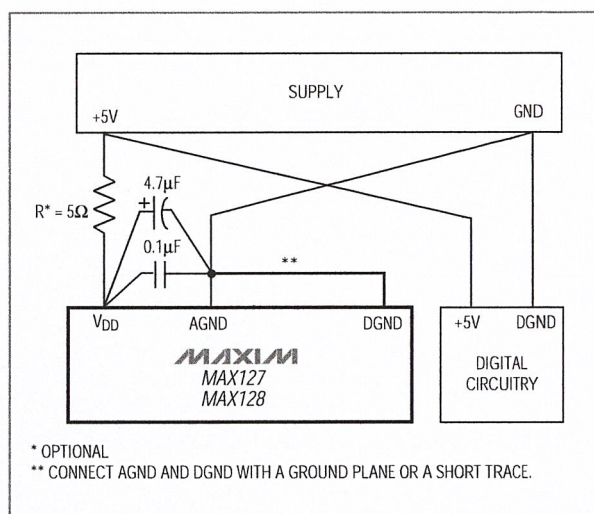 SUPPLY
+5V
GND
4.7µF
+
R* = 5Ω
0.1µF
**
VDD
AGND
DGND
+5V
DGND
MAXIM
MAX127
MAX128
DIGITAL
CIRCUITRY
* OPTIONAL
** CONNECT AGND AND DGND WITH A GROUND PLANE OR A SHORT TRACE.